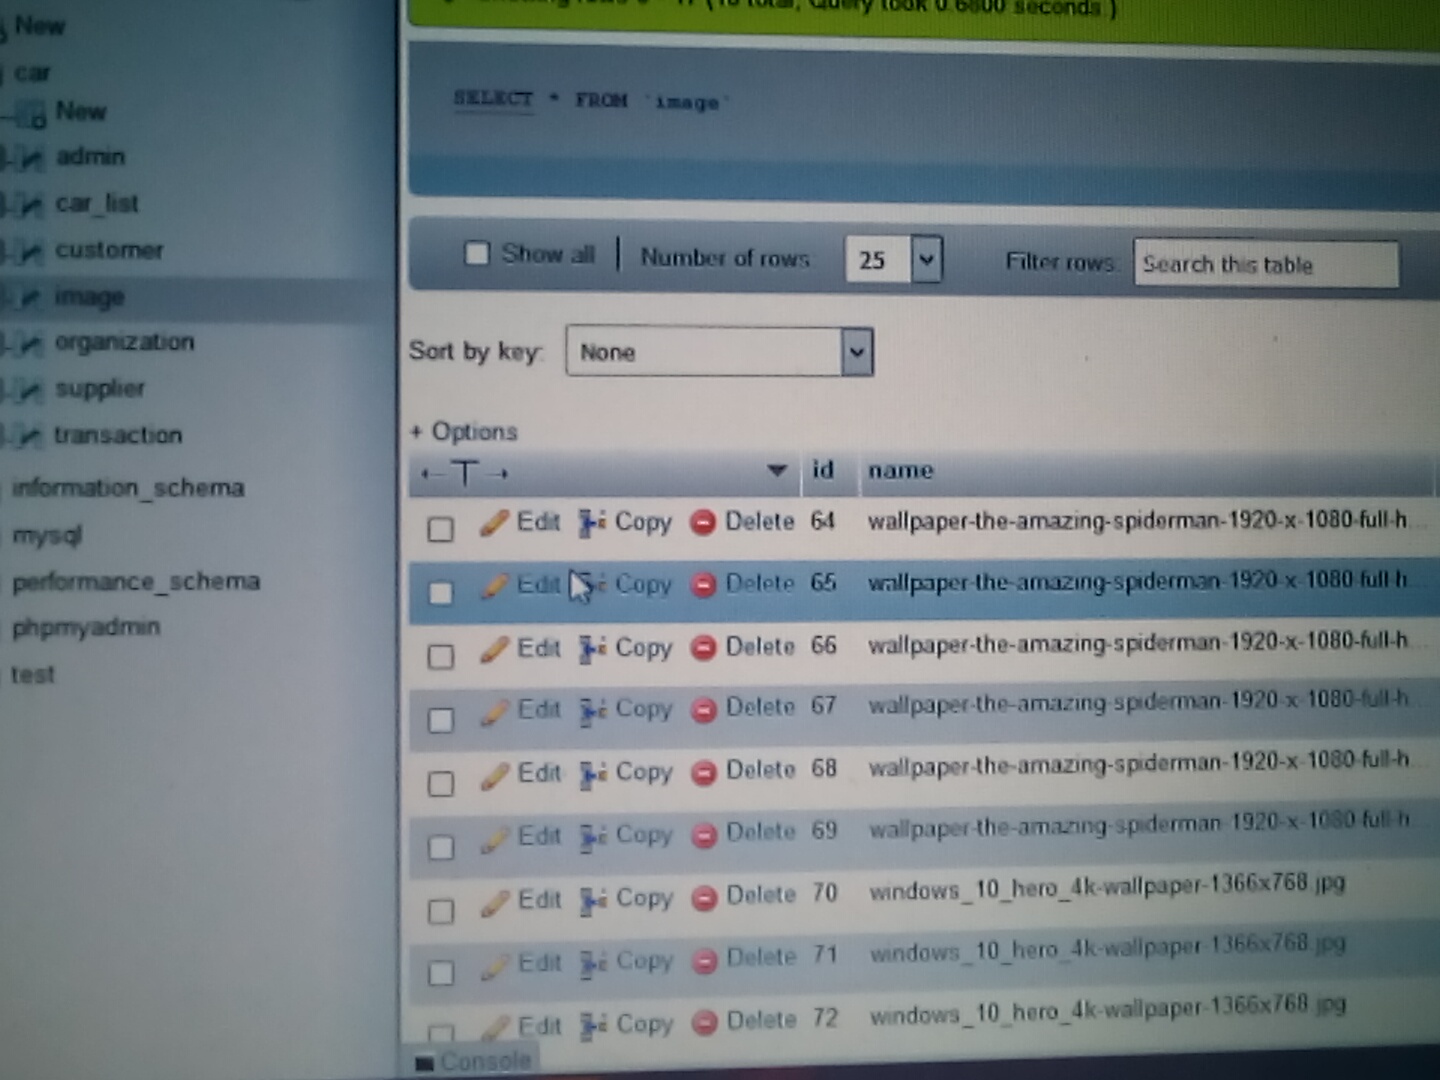 New
car
New
admin
car_list
customer
image
organization
supplier
transaction
information_schema
mysql
performance_schema
phpmyadmin
test
total, Query took 0.6800 seconds.)
SELECT * FROM `image`
Show all | Number of rows: 25 Filter rows: Search this table
Sort by key: None
+ Options
←T→ id name
Edit Copy Delete 64 wallpaper-the-amazing-spiderman-1920-x-1080-full-h...
Edit Copy Delete 65 wallpaper-the-amazing-spiderman-1920-x-1080-full-h...
Edit Copy Delete 66 wallpaper-the-amazing-spiderman-1920-x-1080-full-h...
Edit Copy Delete 67 wallpaper-the-amazing-spiderman-1920-x-1080-full-h...
Edit Copy Delete 68 wallpaper-the-amazing-spiderman-1920-x-1080-full-h...
Edit Copy Delete 69 wallpaper-the-amazing-spiderman-1920-x-1080-full-h...
Edit Copy Delete 70 windows_10_hero_4k-wallpaper-1366x768.jpg
Edit Copy Delete 71 windows_10_hero_4k-wallpaper-1366x768.jpg
Edit Copy Delete 72 windows_10_hero_4k-wallpaper-1366x768.jpg
Console